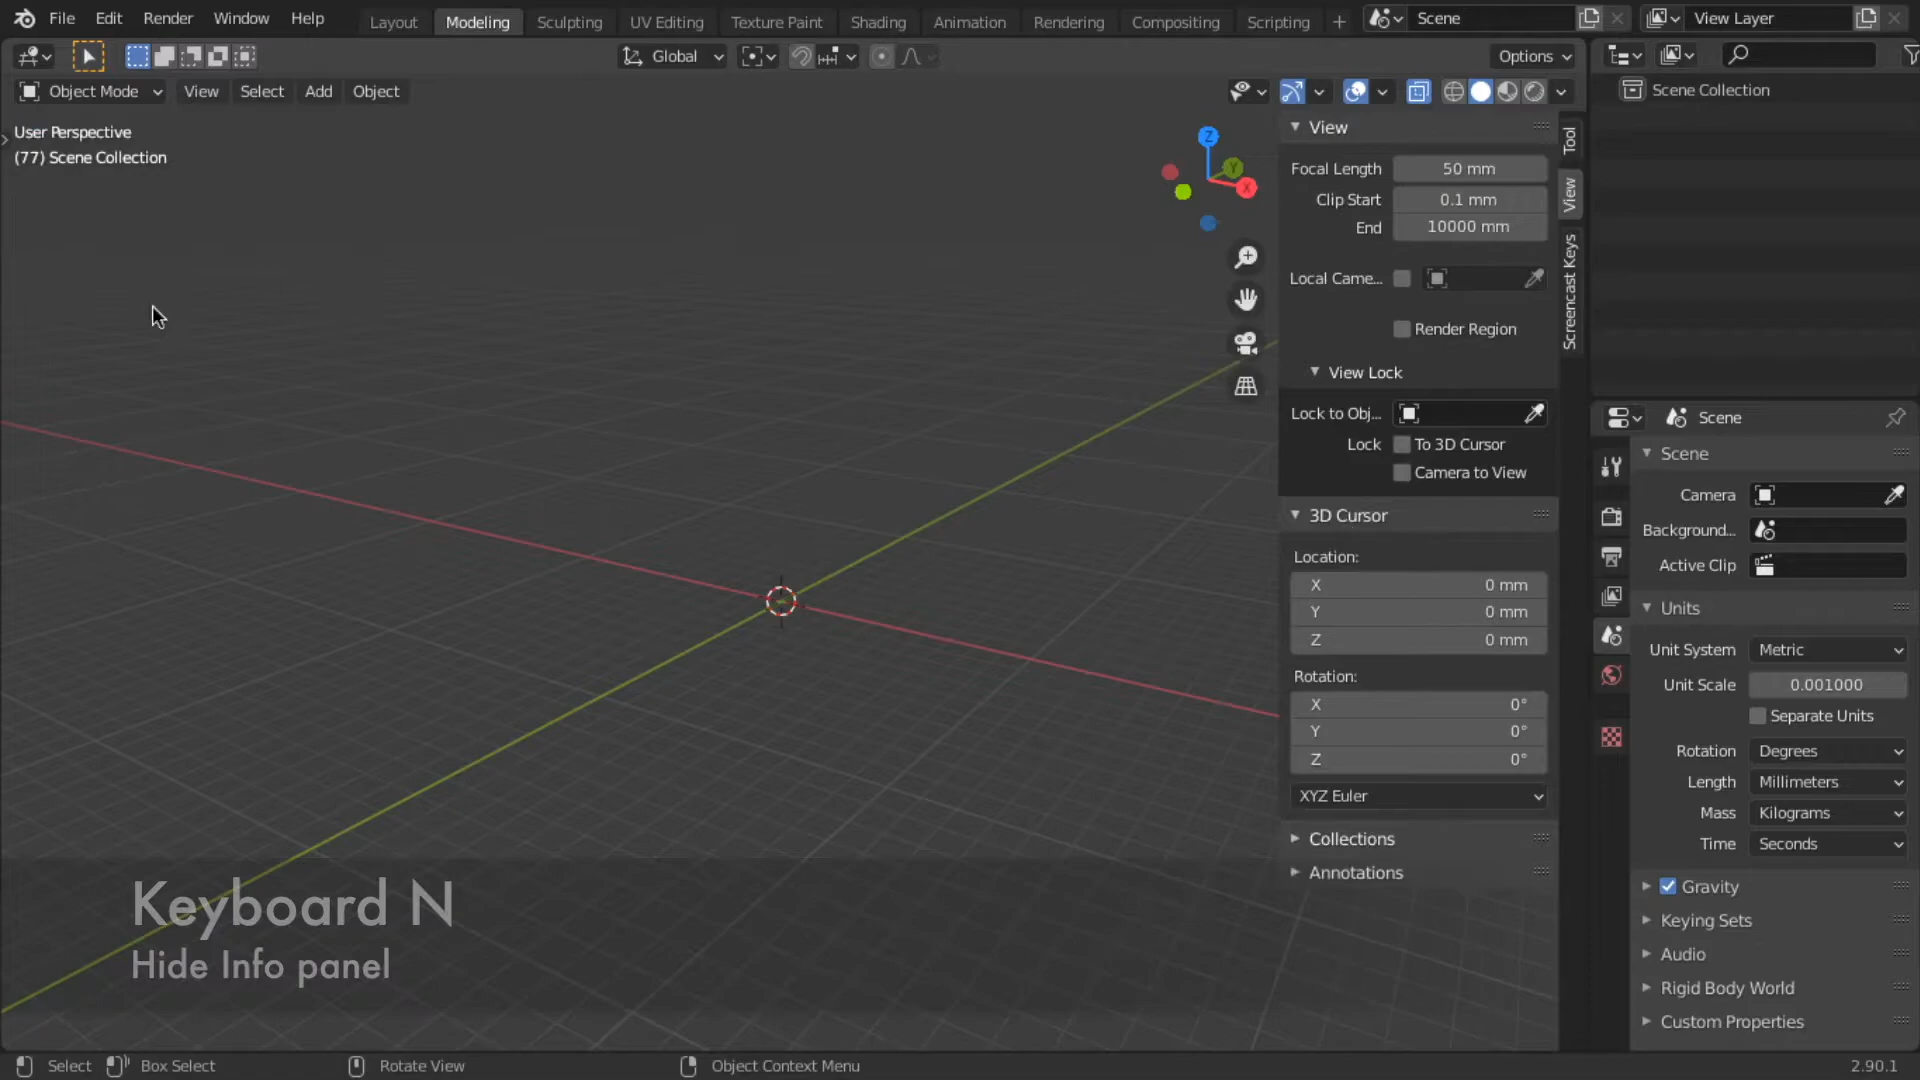 File Edit Render Window Help Layout Modeling Sculpting UV Editing Texture Paint Shading Animation Rendering Compositing Scripting + Scene View Layer
Global Options
Object Mode View Select Add Object
Scene Collection
User Perspective
(77) Scene Collection
Z
Y
X
View
Focal Length 50 mm
Clip Start 0.1 mm
End 10000 mm
Local Came...
Render Region
View Lock
Lock to Obj...
Lock To 3D Cursor
Camera to View
3D Cursor
Location:
X 0 mm
Y 0 mm
Z 0 mm
Rotation:
X 0°
Y 0°
Z 0°
XYZ Euler
Collections
Annotations
Tool
View
Screencast Keys
Scene
Scene
Camera
Background...
Active Clip
Units
Unit System Metric
Unit Scale 0.001000
Separate Units
Rotation Degrees
Length Millimeters
Mass Kilograms
Time Seconds
Gravity
Keying Sets
Audio
Rigid Body World
Custom Properties
Keyboard N
Hide Info panel
Select Box Select Rotate View Object Context Menu 2.90.1